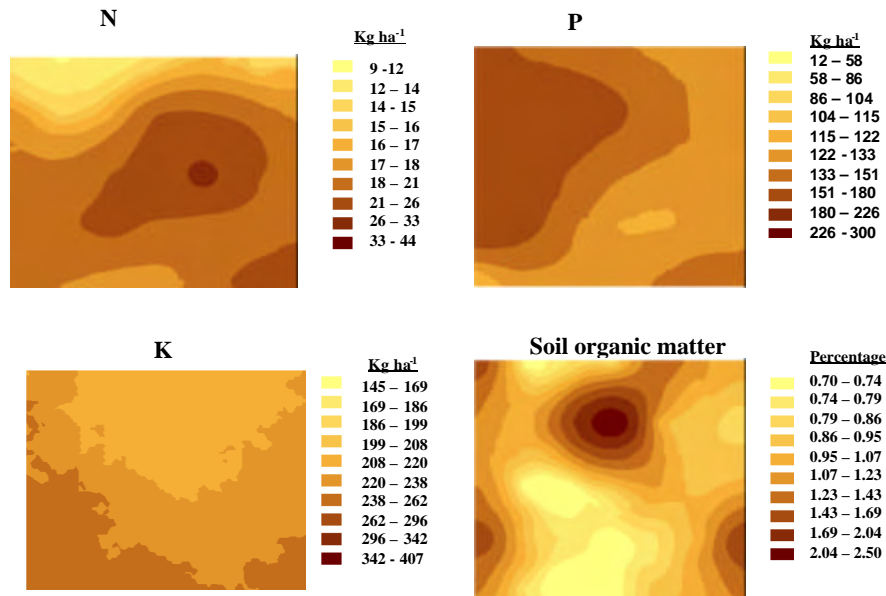 N
Kg ha-1
9 -12
12 – 14
14 - 15
15 – 16
16 – 17
17 – 18
18 – 21
21 – 26
26 – 33
33 - 44
P
Kg ha-1
12 – 58
58 – 86
86 – 104
104 – 115
115 – 122
122 – 133
133 – 151
151 - 180
180 – 226
226 - 300
K
Kg ha-1
145 – 169
169 – 186
186 – 199
199 – 208
208 – 220
220 – 238
238 – 262
262 – 296
296 – 342
342 - 407
Soil organic matter
Percentage
0.70 – 0.74
0.74 – 0.79
0.79 – 0.86
0.86 – 0.95
0.95 – 1.07
1.07 – 1.23
1.23 – 1.43
1.43 – 1.69
1.69 – 2.04
2.04 – 2.50